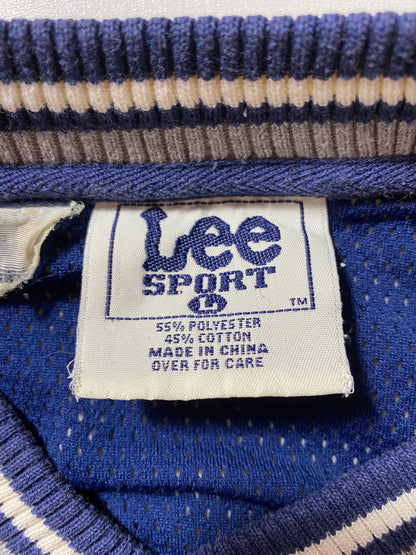 Lee
SPORT
L
TM
55% POLYESTER
45% COTTON
MADE IN CHINA
OVER FOR CARE